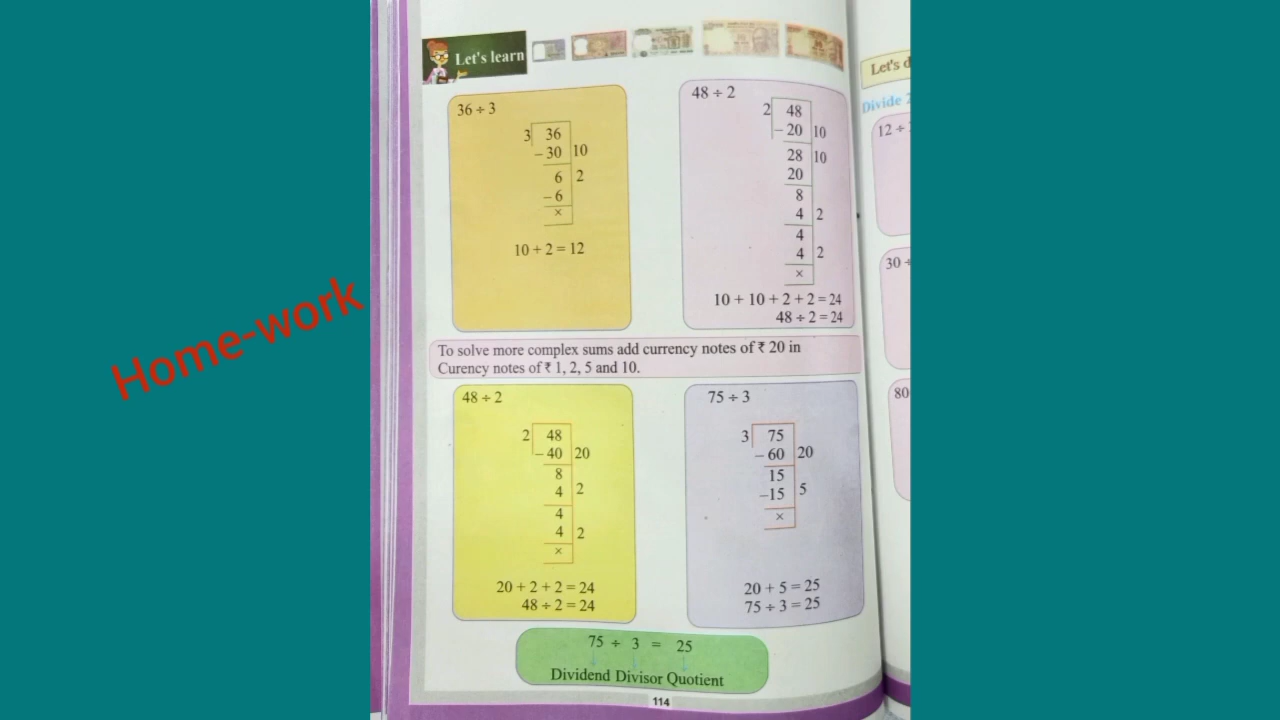 Home-work
Let's learn
36 ÷ 3
3 36
– 30 10
6 2
– 6
×
10 + 2 = 12
48 ÷ 2
2 48
– 20 10
28 10
20
8
4 2
4
4 2
×
10 + 10 + 2 + 2 = 24
48 ÷ 2 = 24
To solve more complex sums add currency notes of ₹ 20 in
Curency notes of ₹ 1, 2, 5 and 10.
48 ÷ 2
2 48
– 40 20
8
4 2
4
4 2
×
20 + 2 + 2 = 24
48 ÷ 2 = 24
75 ÷ 3
3 75
– 60 20
15
–15 5
×
20 + 5 = 25
75 ÷ 3 = 25
75 ÷ 3 = 25
Dividend Divisor Quotient
114
Let's d
Divide 2
12 ÷
30 ÷
80